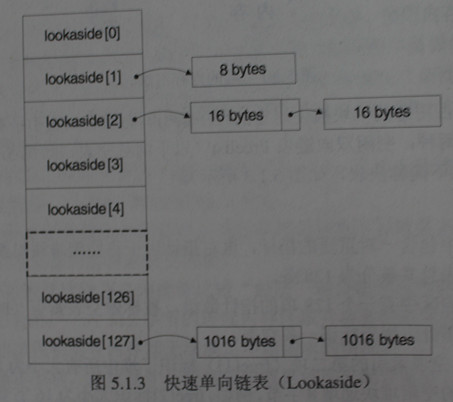 lookaside[0]
lookaside[1]
8 bytes
lookaside[2]
16 bytes
16 bytes
lookaside[3]
lookaside[4]
......
lookaside[126]
lookaside[127]
1016 bytes
1016 bytes
图 5.1.3 快速单向链表（Lookaside）